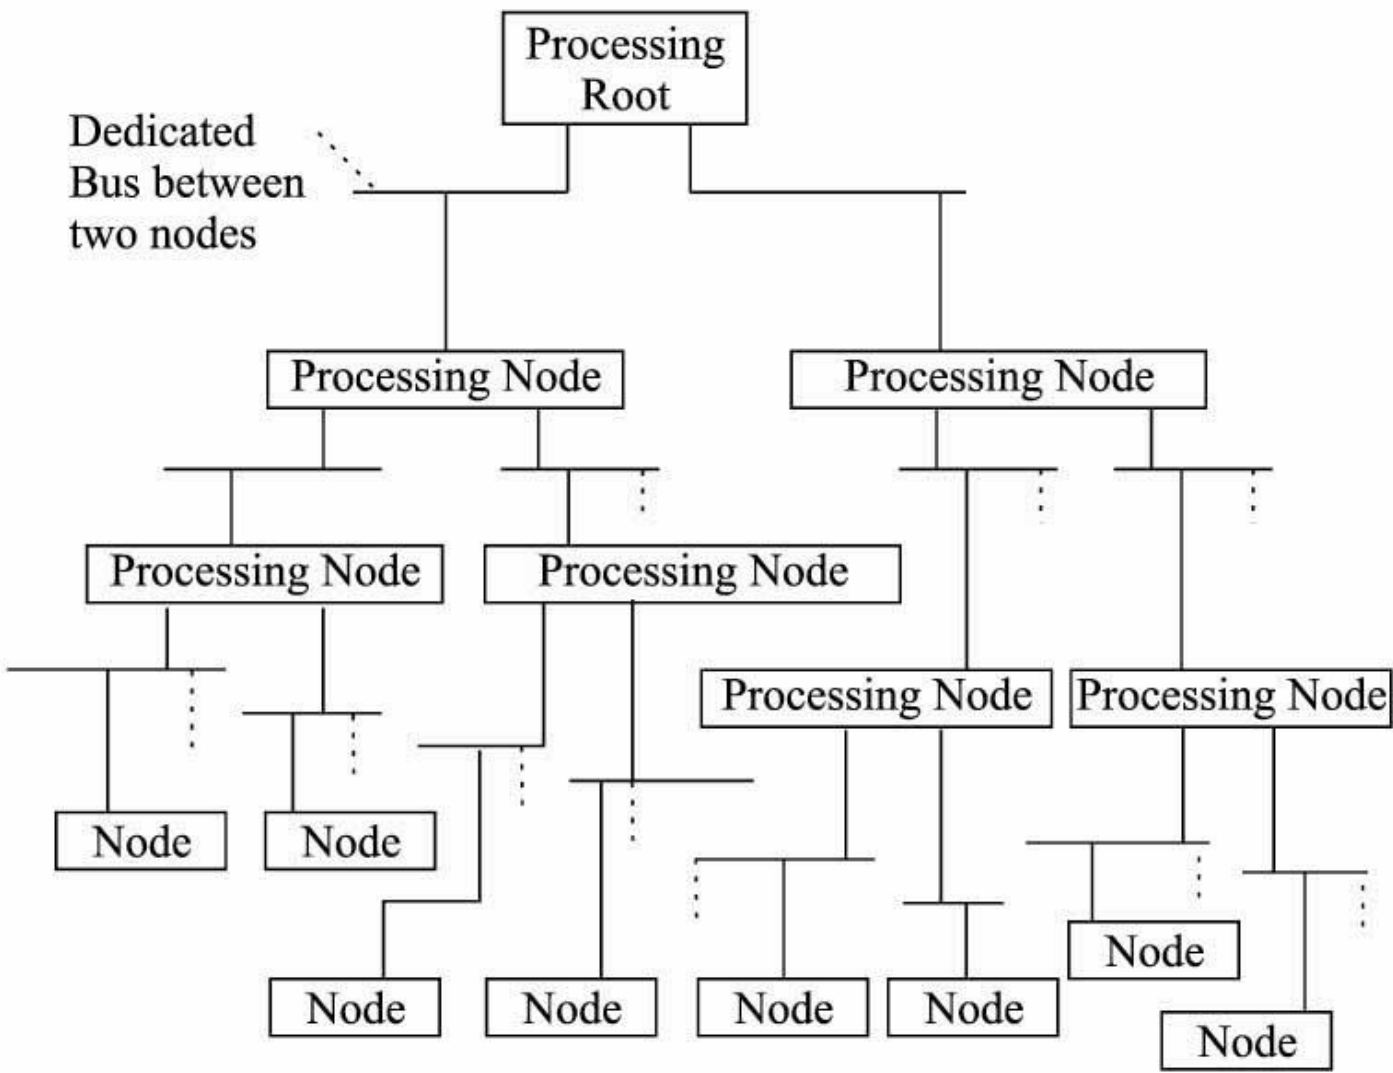 Processing
Root
Dedicated
Bus between
two nodes
Processing Node
Processing Node
Processing Node
Processing Node
Processing Node
Processing Node
Node
Node
Node
Node
Node
Node
Node
Node